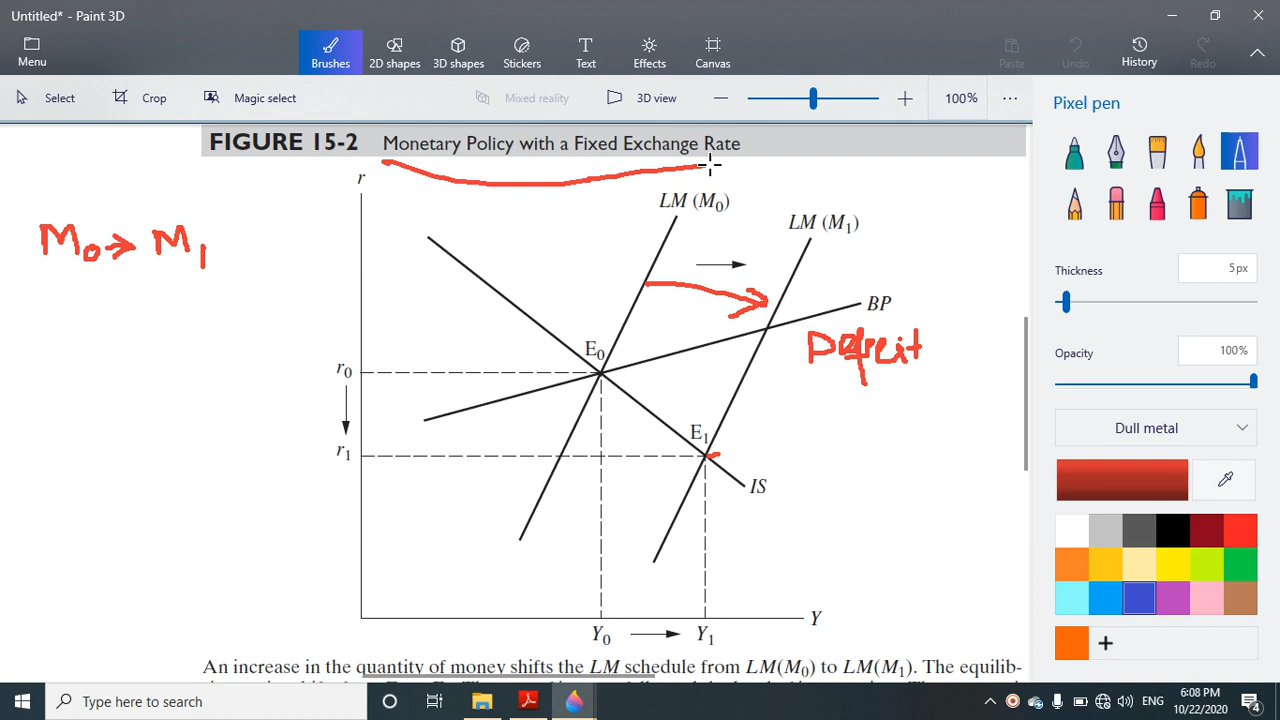 Untitled* - Paint 3D
Menu
Brushes
2D shapes
3D shapes
Stickers
Text
Effects
Canvas
Paste
Undo
History
Redo
Select
Crop
Magic select
Mixed reality
3D view
100%
Pixel pen
FIGURE 15-2 Monetary Policy with a Fixed Exchange Rate
r
LM (M₀)
LM (M₁)
M₀ → M₁
BP
E₀
r₀
E₁
r₁
IS
Y₀
Y₁
Y
An increase in the quantity of money shifts the LM schedule from LM(M₀) to LM(M₁). The equilib-
Thickness
5px
Opacity
100%
Dull metal
Type here to search
ENG
6:08 PM
10/22/2020
4